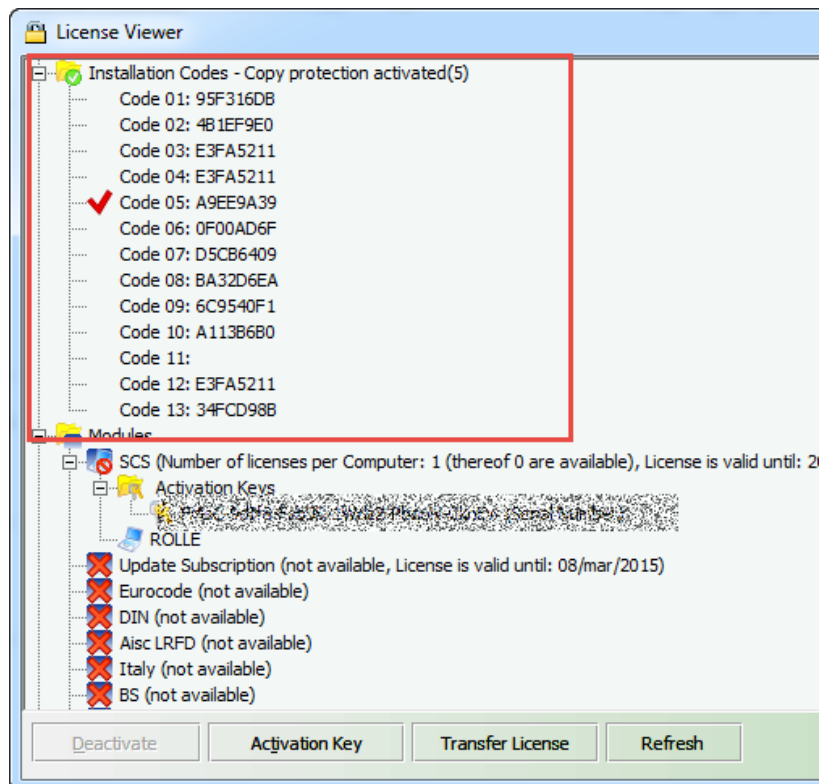 License Viewer
Installation Codes - Copy protection activated(5)
Code 01: 95F316DB
Code 02: 4B1EF9E0
Code 03: E3FA5211
Code 04: E3FA5211
Code 05: A9EE9A39
Code 06: 0F00AD6F
Code 07: D5CB6409
Code 08: BA32D6EA
Code 09: 6C9540F1
Code 10: A113B6B0
Code 11:
Code 12: E3FA5211
Code 13: 34FCD98B
Modules
SCS (Number of licenses per Computer: 1 (thereof 0 are available), License is valid until: 20
Activation Keys
ROLLE
Update Subscription (not available, License is valid until: 08/mar/2015)
Eurocode (not available)
DIN (not available)
Aisc LRFD (not available)
Italy (not available)
BS (not available)
Deactivate Activation Key Transfer License Refresh